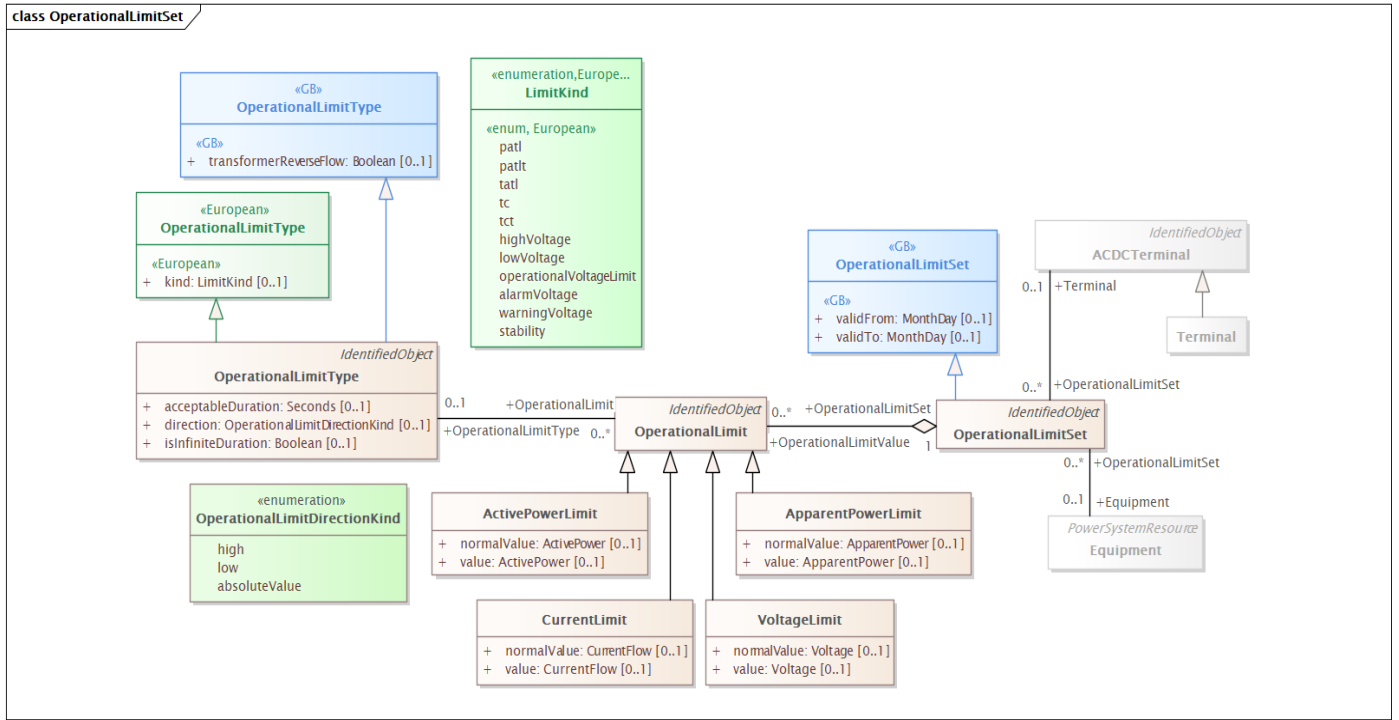 class OperationalLimitSet
«GB»
OperationalLimitType
«GB»
+ transformerReverseFlow: Boolean [0..1]
«enumeration,Europe...
LimitKind
«enum, European»
patl
patlt
tatl
tc
tct
highVoltage
lowVoltage
operationalVoltageLimit
alarmVoltage
warningVoltage
stability
«European»
OperationalLimitType
«European»
+ kind: LimitKind [0..1]
«GB»
OperationalLimitSet
«GB»
+ validFrom: MonthDay [0..1]
+ validTo: MonthDay [0..1]
IdentifiedObject
ACDCTerminal
0..1 +Terminal
Terminal
0..* +OperationalLimitSet
IdentifiedObject
OperationalLimitType
+ acceptableDuration: Seconds [0..1]
+ direction: OperationalLimitDirectionKind [0..1]
+ isInfiniteDuration: Boolean [0..1]
0..1 +OperationalLimit
+OperationalLimitType 0..*
IdentifiedObject
OperationalLimit
0..* +OperationalLimitSet
+OperationalLimitValue 1
IdentifiedObject
OperationalLimitSet
0..* +OperationalLimitSet
0..1 +Equipment
PowerSystemResource
Equipment
«enumeration»
OperationalLimitDirectionKind
high
low
absoluteValue
ActivePowerLimit
+ normalValue: ActivePower [0..1]
+ value: ActivePower [0..1]
ApparentPowerLimit
+ normalValue: ApparentPower [0..1]
+ value: ApparentPower [0..1]
CurrentLimit
+ normalValue: CurrentFlow [0..1]
+ value: CurrentFlow [0..1]
VoltageLimit
+ normalValue: Voltage [0..1]
+ value: Voltage [0..1]